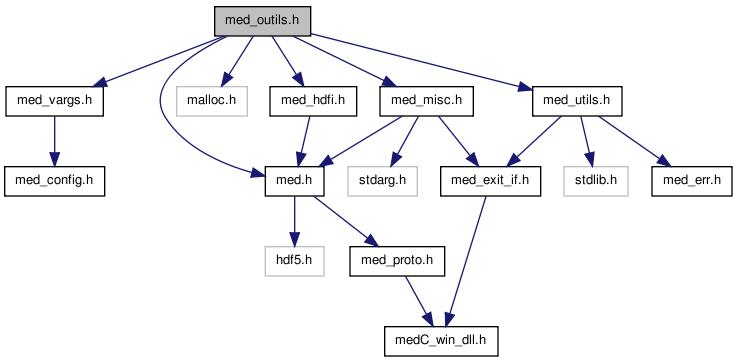 med_outils.h
med_vargs.h
malloc.h
med_hdfi.h
med_misc.h
med_utils.h
med_config.h
med.h
stdarg.h
med_exit_if.h
stdlib.h
med_err.h
hdf5.h
med_proto.h
medC_win_dll.h